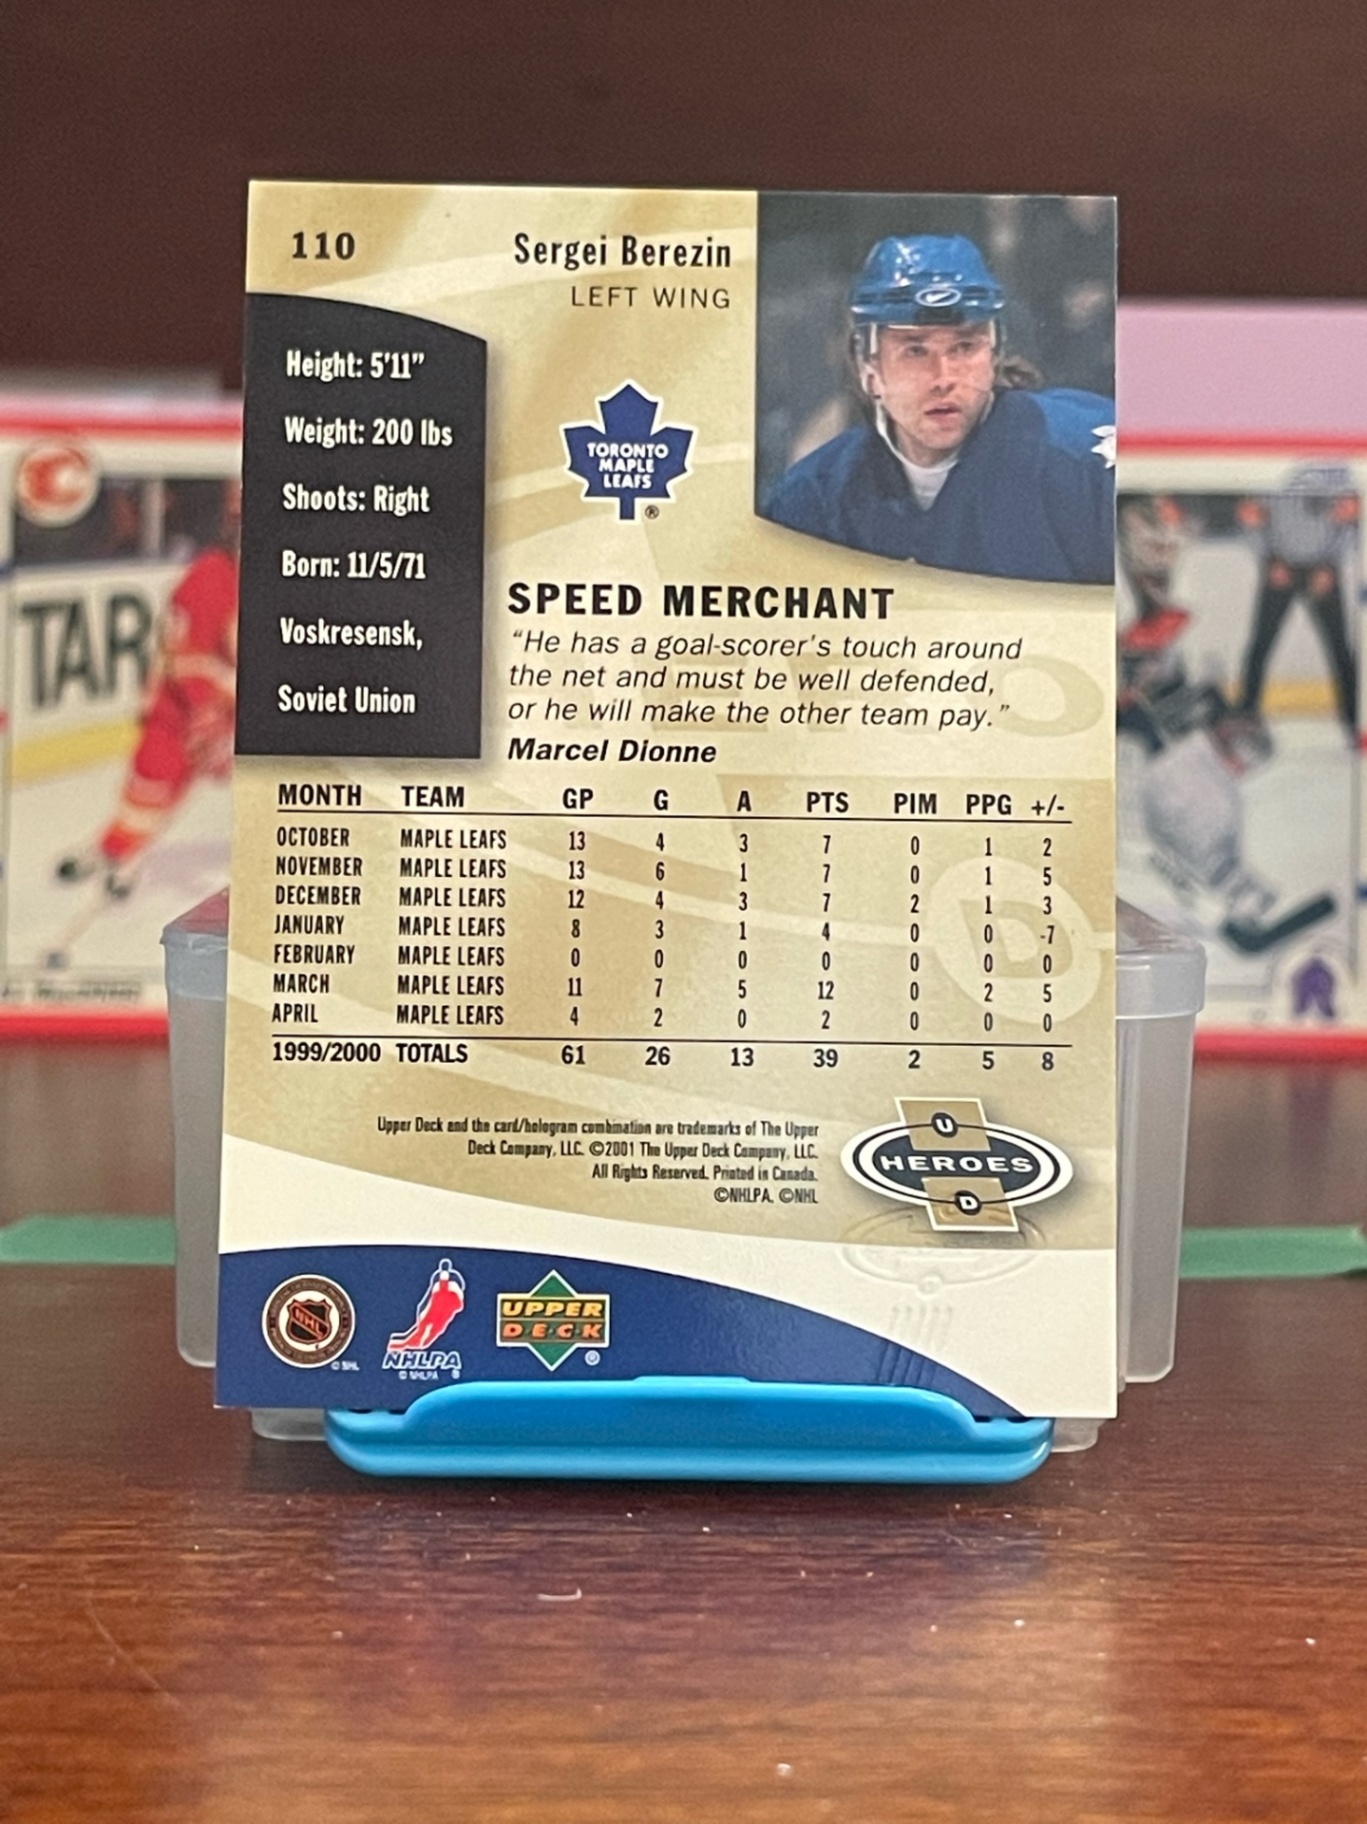 110
Sergei Berezin
LEFT WING
Height: 5'11"
Weight: 200 lbs
Shoots: Right
Born: 11/5/71
Voskresensk,
Soviet Union
TORONTO
MAPLE
LEAFS
®
SPEED MERCHANT
"He has a goal-scorer's touch around
the net and must be well defended,
or he will make the other team pay."
Marcel Dionne
MONTH TEAM GP G A PTS PIM PPG +/-
OCTOBER MAPLE LEAFS 13 4 3 7 0 1 2
NOVEMBER MAPLE LEAFS 13 6 1 7 0 1 5
DECEMBER MAPLE LEAFS 12 4 3 7 2 1 3
JANUARY MAPLE LEAFS 8 3 1 4 0 0 -7
FEBRUARY MAPLE LEAFS 0 0 0 0 0 0 0
MARCH MAPLE LEAFS 11 7 5 12 0 2 5
APRIL MAPLE LEAFS 4 2 0 2 0 0 0
1999/2000 TOTALS 61 26 13 39 2 5 8
Upper Deck and the card/hologram combination are trademarks of The Upper
Deck Company, LLC. ©2001 The Upper Deck Company, LLC.
All Rights Reserved. Printed in Canada.
©NHLPA. ©NHL
U
HEROES
D
NHL
© NHL
NHLPA
© NHLPA ®
UPPER
DECK
®
TAR